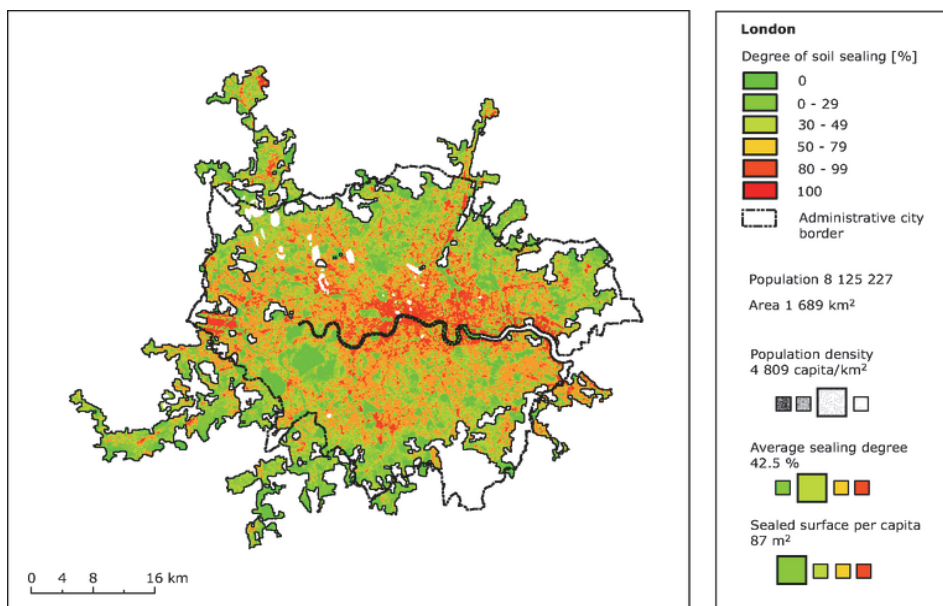 London
Degree of soil sealing [%]
0
0 - 29
30 - 49
50 - 79
80 - 99
100
Administrative city
border
Population 8 125 227
Area 1 689 km²
Population density
4 809 capita/km²
Average sealing degree
42.5 %
Sealed surface per capita
87 m²
0 4 8 16 km